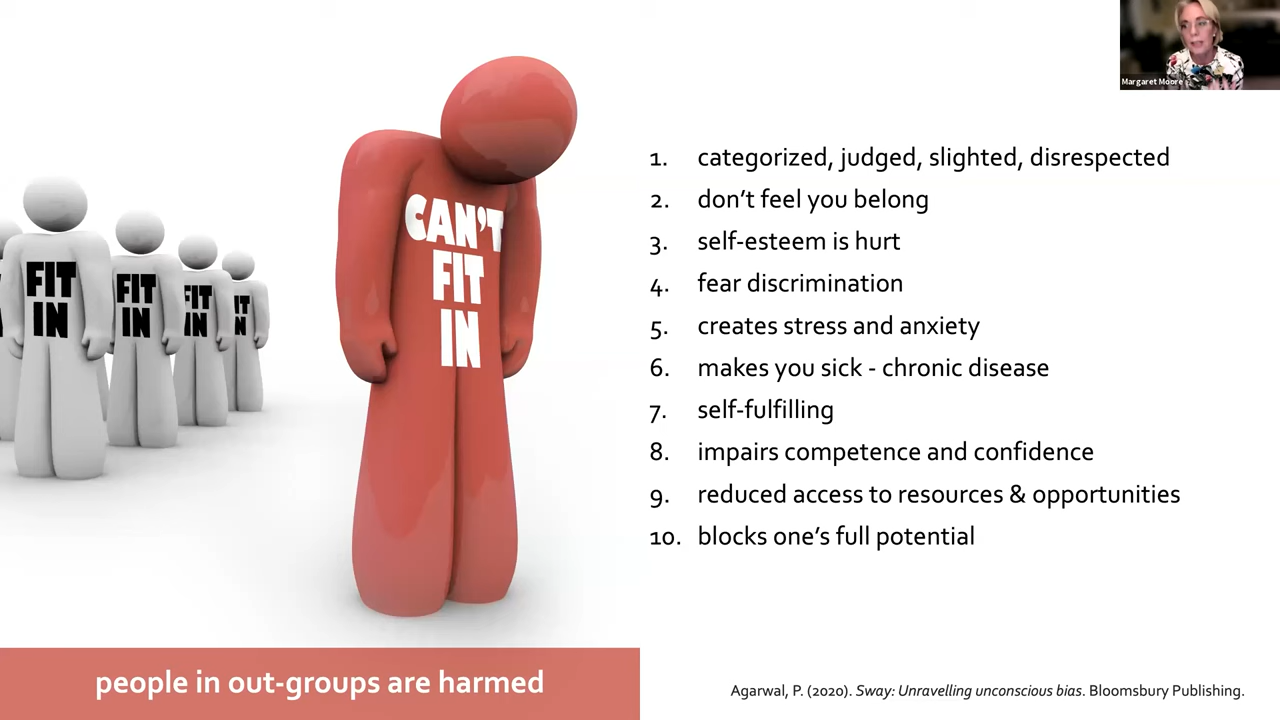 Margaret Moore
FIT
IN
FIT
IN
FIT
IN
IT
IN
CAN'T
FIT
IN
1. categorized, judged, slighted, disrespected
2. don't feel you belong
3. self-esteem is hurt
4. fear discrimination
5. creates stress and anxiety
6. makes you sick - chronic disease
7. self-fulfilling
8. impairs competence and confidence
9. reduced access to resources & opportunities
10. blocks one's full potential
people in out-groups are harmed
Agarwal, P. (2020). Sway: Unravelling unconscious bias. Bloomsbury Publishing.